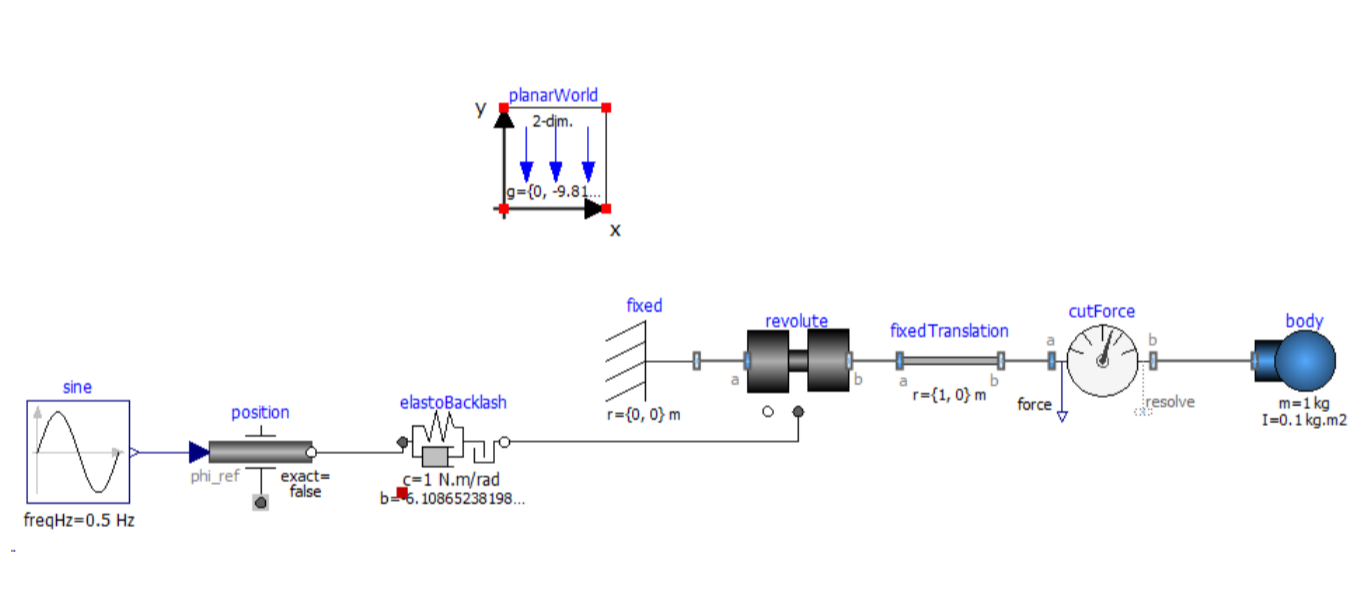 planarWorld
y
2-dim.
g={0, -9.81...
x
fixed
revolute
a
b
r={0, 0} m
fixedTranslation
a
b
r={1, 0} m
cutForce
a
b
force
resolve
body
m=1 kg
I=0.1 kg.m2
sine
freqHz=0.5 Hz
position
phi_ref
exact=
false
elastoBacklash
c=1 N.m/rad